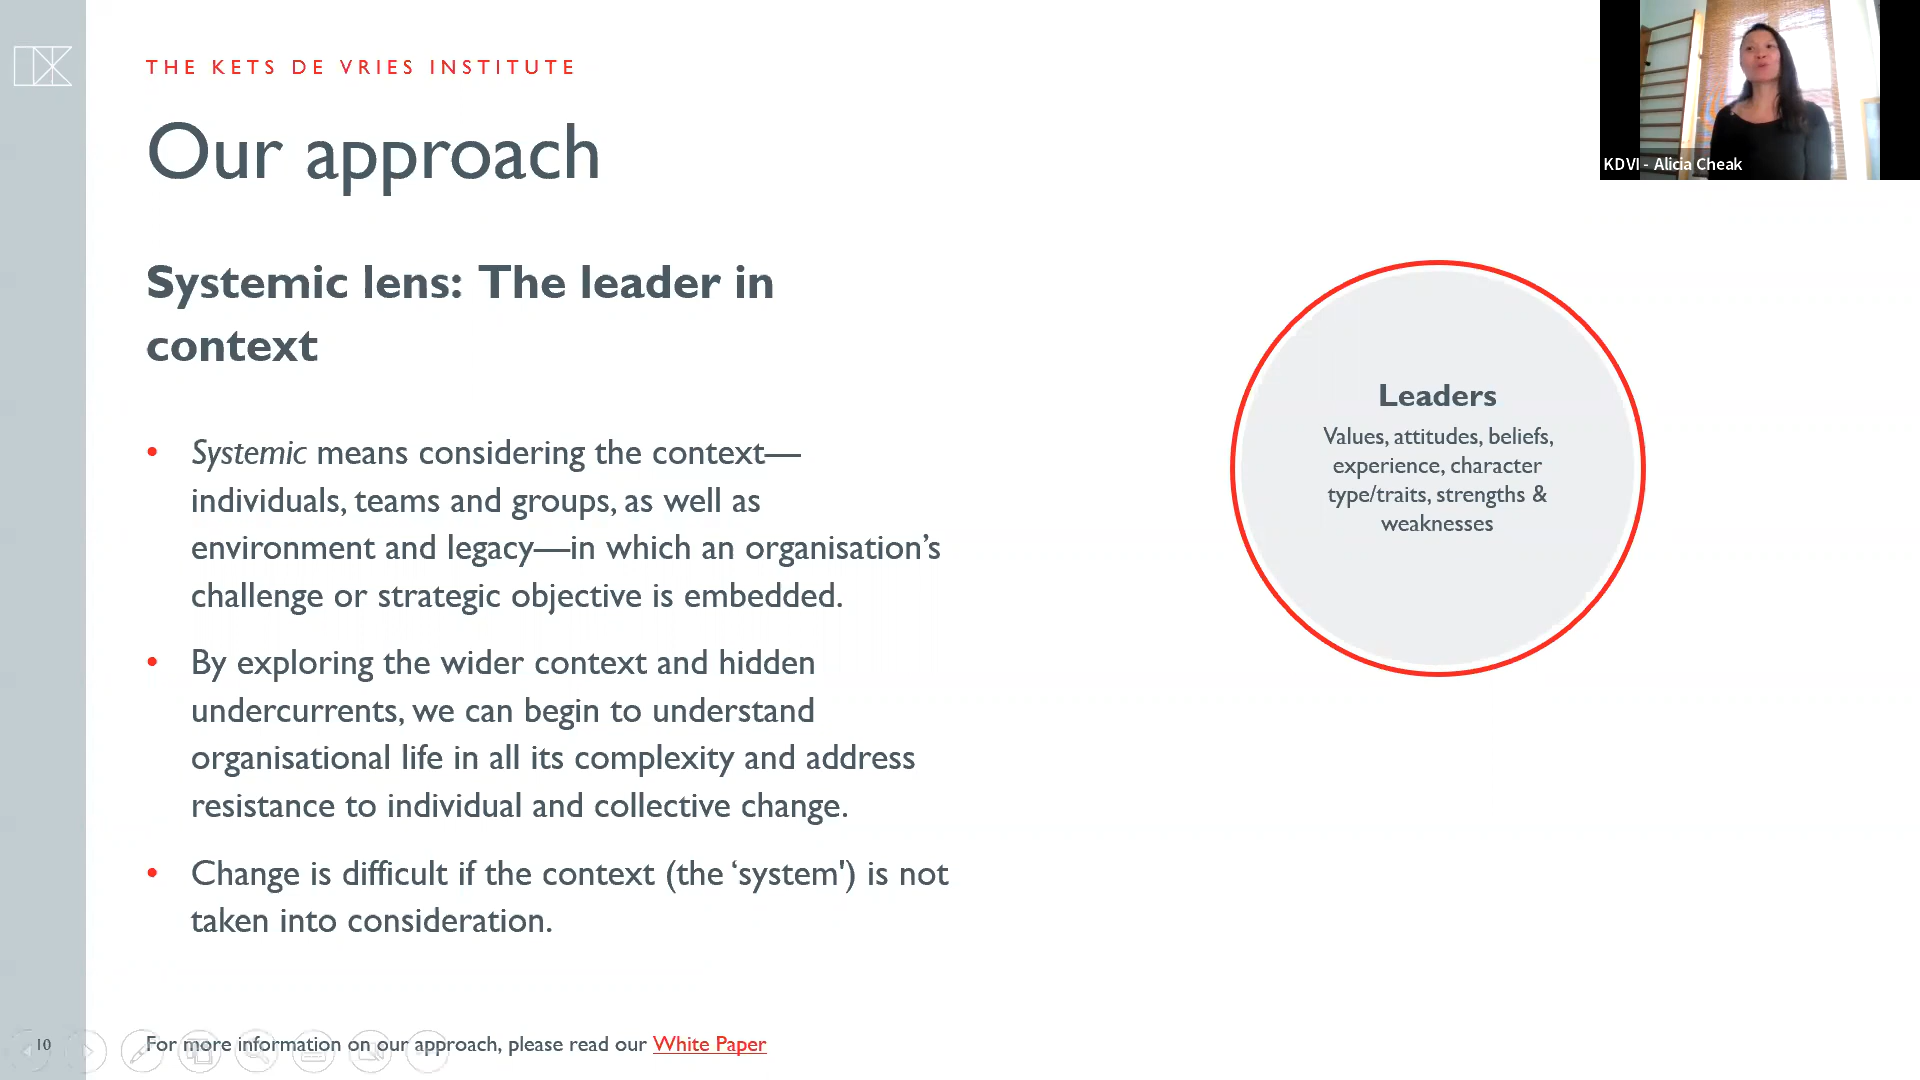 THE KETS DE VRIES INSTITUTE
KDVI - Alicia Cheak
Our approach
Systemic lens: The leader in
context
• Systemic means considering the context—
individuals, teams and groups, as well as
environment and legacy—in which an organisation’s
challenge or strategic objective is embedded.
• By exploring the wider context and hidden
undercurrents, we can begin to understand
organisational life in all its complexity and address
resistance to individual and collective change.
• Change is difficult if the context (the ‘system') is not
taken into consideration.
Leaders
Values, attitudes, beliefs,
experience, character
type/traits, strengths &
weaknesses
10
For more information on our approach, please read our White Paper